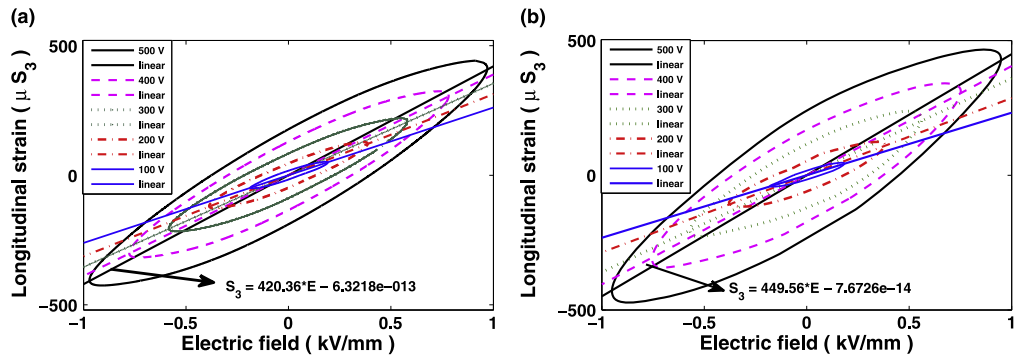 (a)
500
0
−500
Longitudinal strain ( μ S3 )
500 V
linear
400 V
linear
300 V
linear
200 V
linear
100 V
linear
S3 = 420.36*E − 6.3218e−013
−1
−0.5
0
0.5
1
Electric field ( kV/mm )
(b)
500
0
−500
Longitudinal strain ( μ S3 )
500 V
linear
400 V
linear
300 V
linear
200 V
linear
100 V
linear
S3 = 449.56*E − 7.6726e−14
−1
−0.5
0
0.5
1
Electric field ( kV/mm )